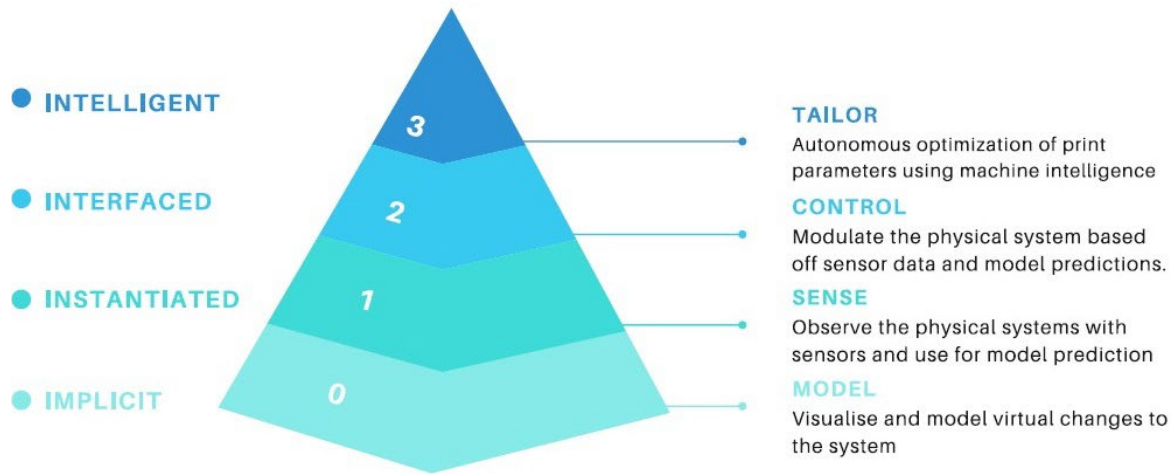 INTELLIGENT
3
TAILOR
Autonomous optimization of print
parameters using machine intelligence
INTERFACED
2
CONTROL
Modulate the physical system based
off sensor data and model predictions.
INSTANTIATED
1
SENSE
Observe the physical systems with
sensors and use for model prediction
IMPLICIT
0
MODEL
Visualise and model virtual changes to
the system